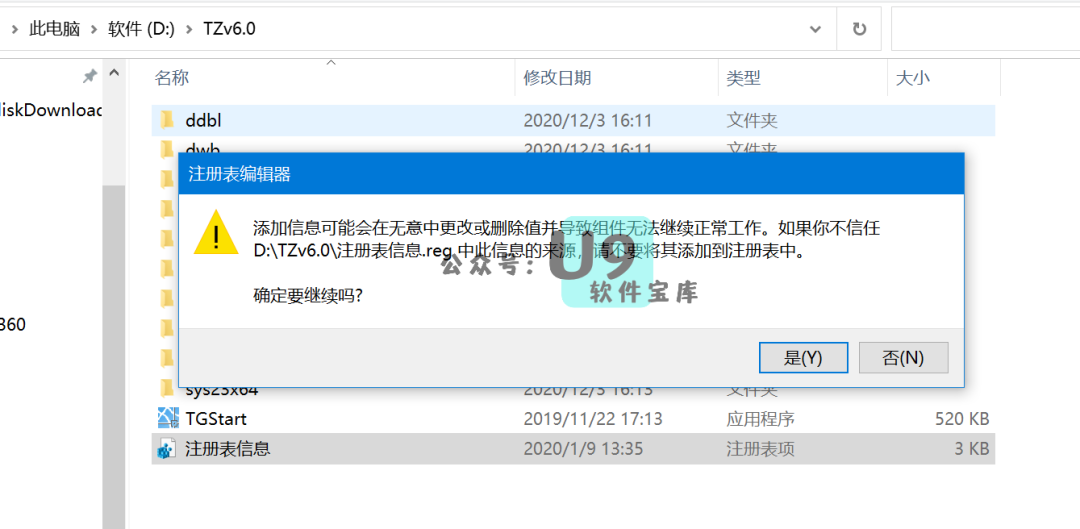 此电脑 > 软件 (D:) > TZv6.0
名称 修改日期 类型 大小
iskDownload
ddbl 2020/12/3 16:11 文件夹
dwh 2020/12/3 16:11 文件夹
注册表编辑器
添加信息可能会在无意中更改或删除值并导致组件无法继续正常工作。如果你不信任
D:\TZv6.0\注册表信息.reg 中此信息的来源，请不要将其添加到注册表中。
公众号：U9
软件宝库
确定要继续吗?
360
是(Y) 否(N)
sys23x64 2020/12/3 16:13 文件夹
TGStart 2019/11/22 17:13 应用程序 520 KB
注册表信息 2020/1/9 13:35 注册表项 3 KB